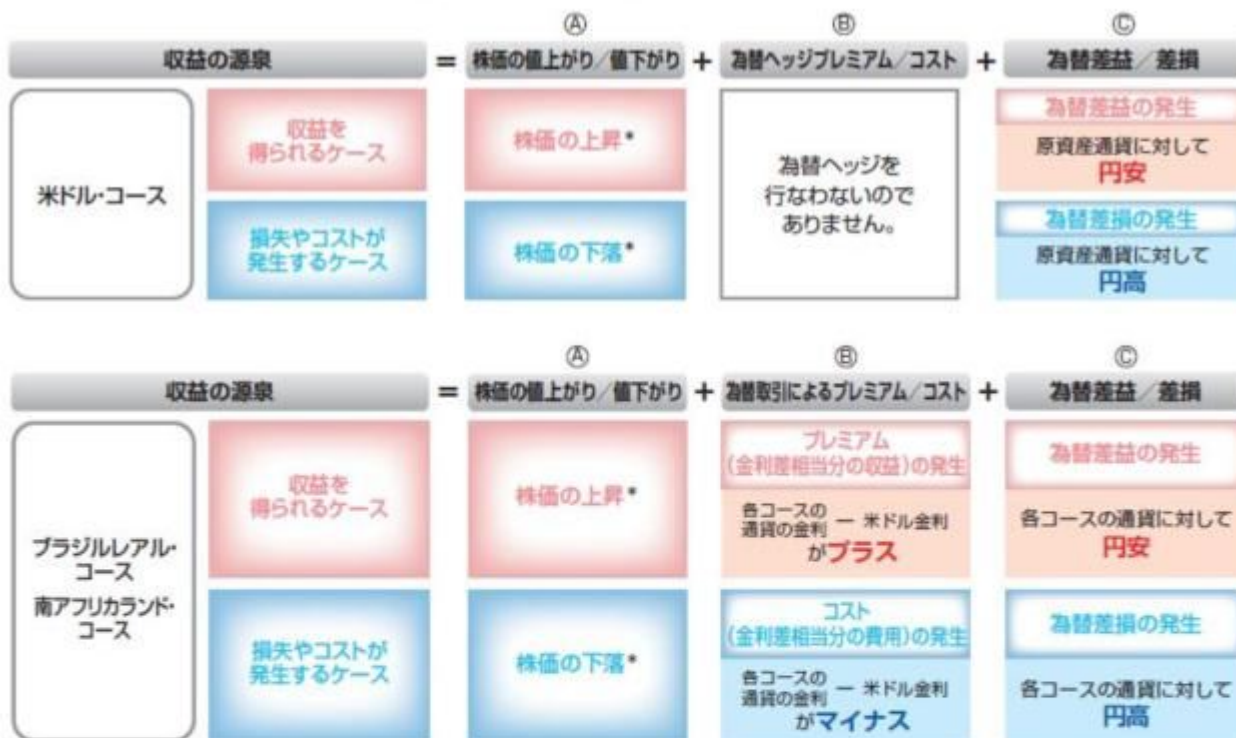 Ⓐ Ⓑ Ⓒ
収益の源泉 = 株価の値上がり/値下がり + 為替ヘッジプレミアム/コスト + 為替差益/差損
米ドル・コース
収益を
得られるケース
株価の上昇*
為替ヘッジを
行なわないので
ありません。
為替差益の発生
原資産通貨に対して
円安
損失やコストが
発生するケース
株価の下落*
為替差損の発生
原資産通貨に対して
円高
Ⓐ Ⓑ Ⓒ
収益の源泉 = 株価の値上がり/値下がり + 為替取引によるプレミアム/コスト + 為替差益/差損
ブラジルレアル・
コース
南アフリカランド・
コース
収益を
得られるケース
株価の上昇*
プレミアム
(金利差相当分の収益)の発生
各コースの
通貨の金利 ー 米ドル金利
がプラス
為替差益の発生
各コースの通貨に対して
円安
損失やコストが
発生するケース
株価の下落*
コスト
(金利差相当分の費用)の発生
各コースの
通貨の金利 ー 米ドル金利
がマイナス
為替差損の発生
各コースの通貨に対して
円高